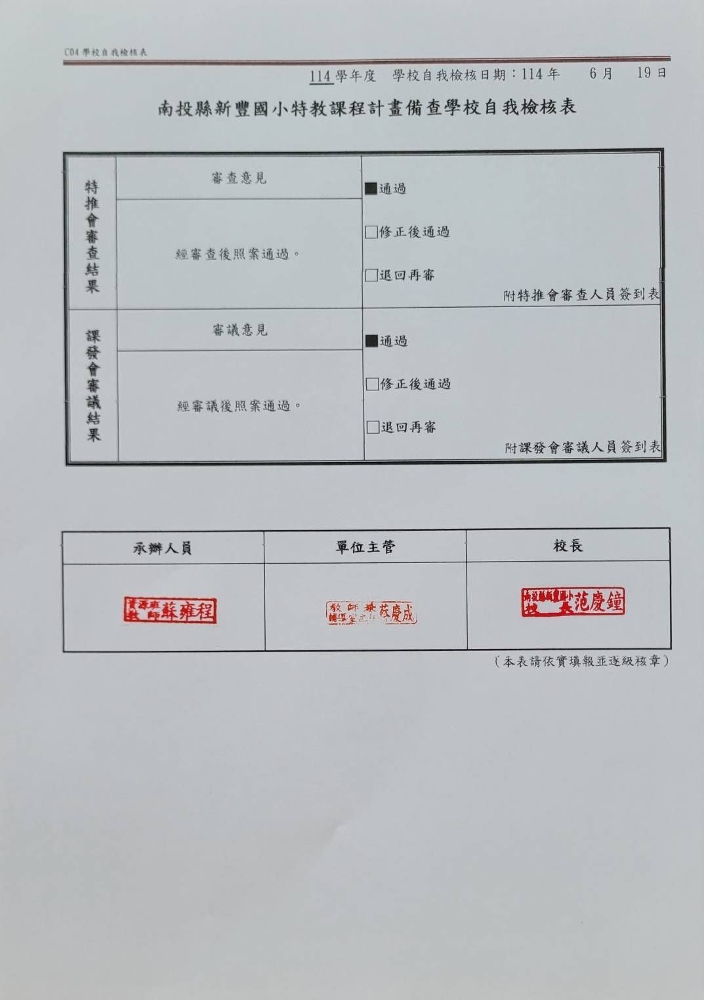 C04 學校自我檢核表
114 學年度 學校自我檢核日期：114 年 6 月 19 日
南投縣新豐國小特教課程計畫備查學校自我檢核表
特推會審查結果
審查意見
經審查後照案通過。
■通過
□修正後通過
□退回再審
附特推會審查人員簽到表
課發會審議結果
審議意見
經審議後照案通過。
■通過
□修正後通過
□退回再審
附課發會審議人員簽到表
承辦人員 單位主管 校長
資源班
教師 蘇雍程
教師兼
輔導室主任 蔡慶成
南投縣新豐國小
校長 范慶鐘
（本表請依實填報並逐級核章）